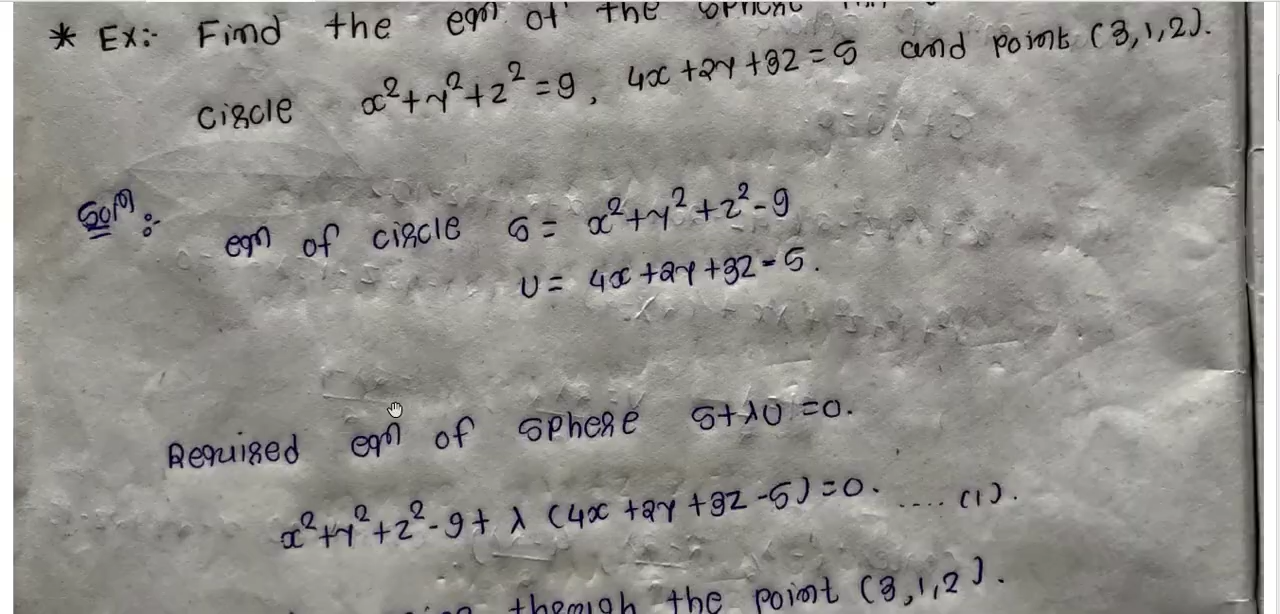 * Ex:- Find the eqn of the
circle x²+y²+z²=9, 4x+2y+3z=5 and point (3,1,2).
Soln:-
eqn of circle S = x²+y²+z²-9
U = 4x+2y+3z-5.
Required eqn of sphere S+λU=0.
x²+y²+z²-9+ λ (4x+2y+3z-5)=0. ....(1).
the point (3,1,2).